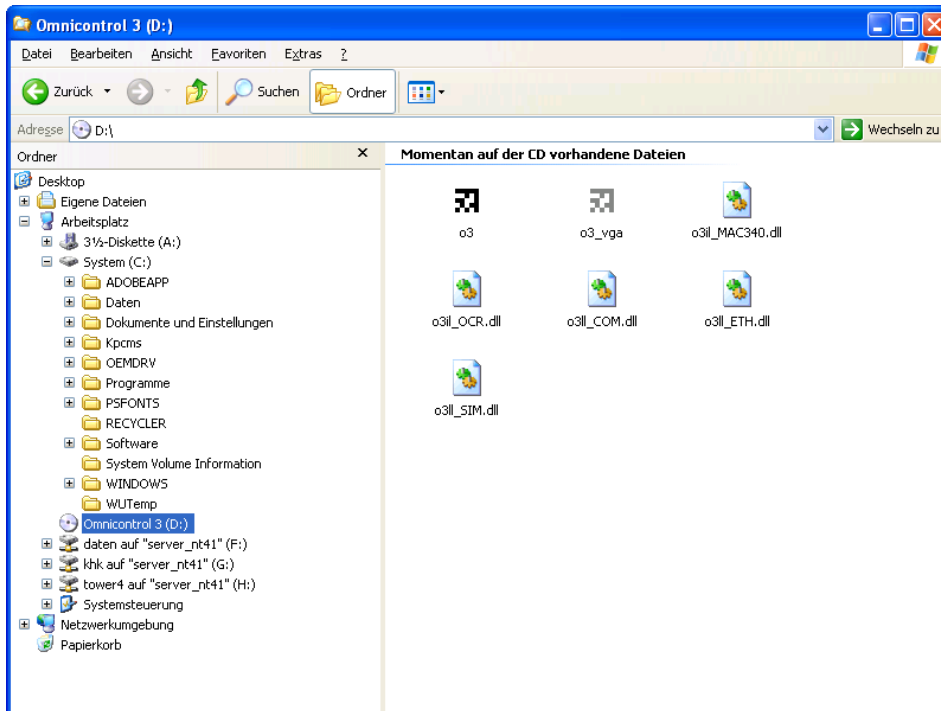 Omnicontrol 3 (D:)
Datei Bearbeiten Ansicht Favoriten Extras ?
Zurück Suchen Ordner
Adresse D:\ Wechseln zu
Ordner
Desktop
Eigene Dateien
Arbeitsplatz
3½-Diskette (A:)
System (C:)
ADOBEAPP
Daten
Dokumente und Einstellungen
Kpcms
OEMDRV
Programme
PSFONTS
RECYCLER
Software
System Volume Information
WINDOWS
WUTemp
Omnicontrol 3 (D:)
daten auf "server_nt41" (F:)
khk auf "server_nt41" (G:)
tower4 auf "server_nt41" (H:)
Systemsteuerung
Netzwerkumgebung
Papierkorb
Momentan auf der CD vorhandene Dateien
o3 o3_vga o3il_MAC340.dll
o3il_OCR.dll o3ll_COM.dll o3ll_ETH.dll
o3ll_SIM.dll